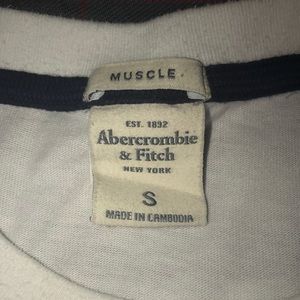 MUSCLE.
EST. 1892
Abercrombie
& Fitch
NEW YORK
S
MADE IN CAMBODIA